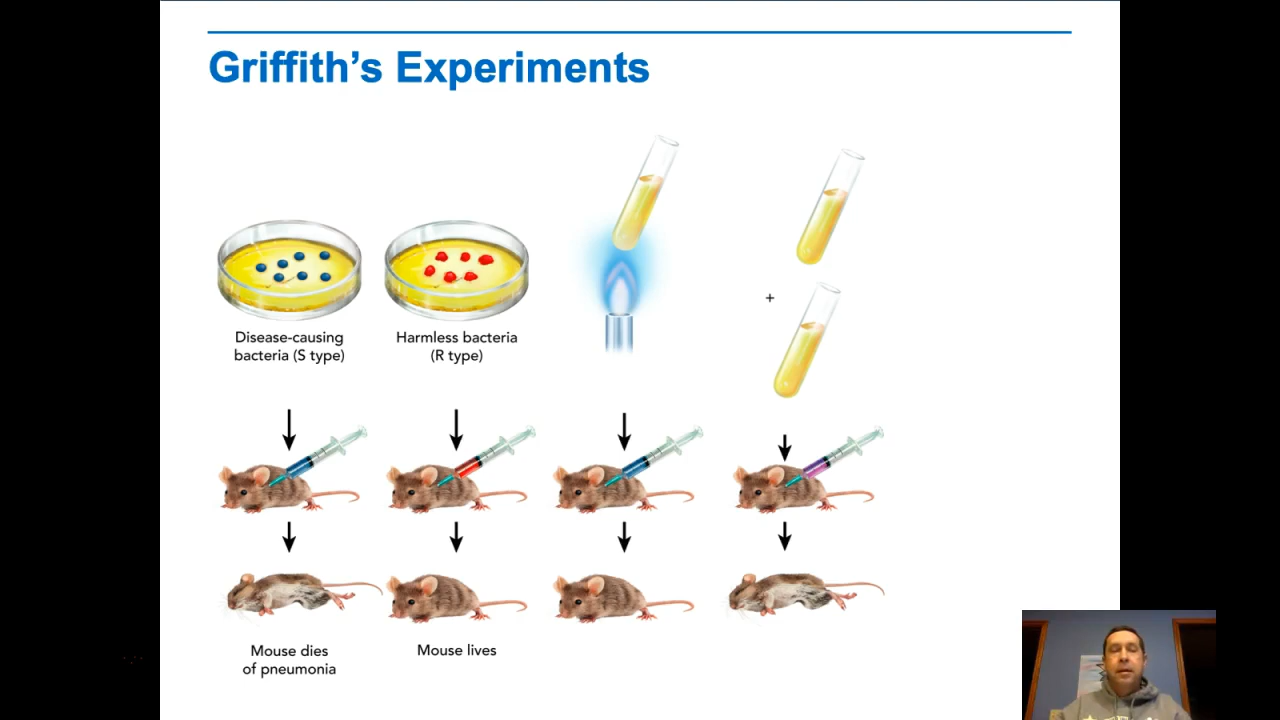 Griffith’s Experiments
Disease-causing
bacteria (S type)
Harmless bacteria
(R type)
+
Mouse dies
of pneumonia
Mouse lives